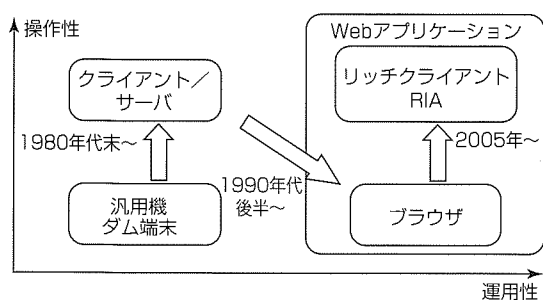 操作性
Webアプリケーション
クライアント/
サーバ
リッチクライアント
RIA
1980年代末~
2005年~
1990年代
後半~
汎用機
ダム端末
ブラウザ
運用性